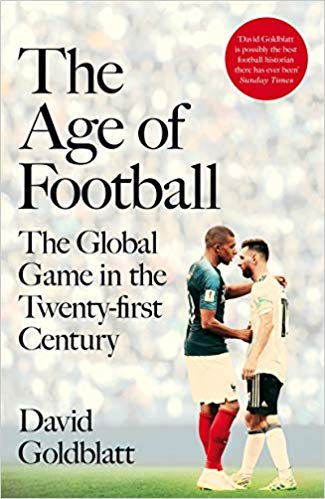 The
Age of
Football
The Global
Game in the
Twenty-first
Century
David
Goldblatt
'David Goldblatt
is possibly the best
football historian
there has ever been'
Sunday Times